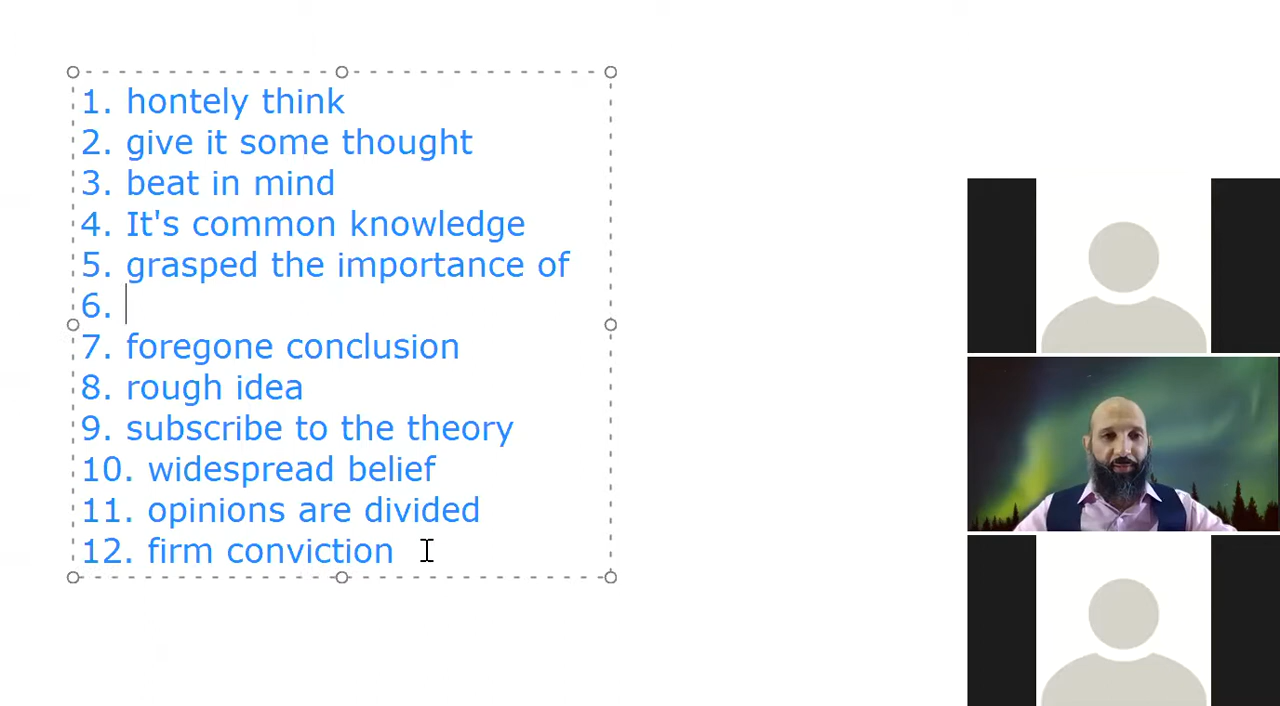 1. hontely think
2. give it some thought
3. beat in mind
4. It's common knowledge
5. grasped the importance of
6.
7. foregone conclusion
8. rough idea
9. subscribe to the theory
10. widespread belief
11. opinions are divided
12. firm conviction